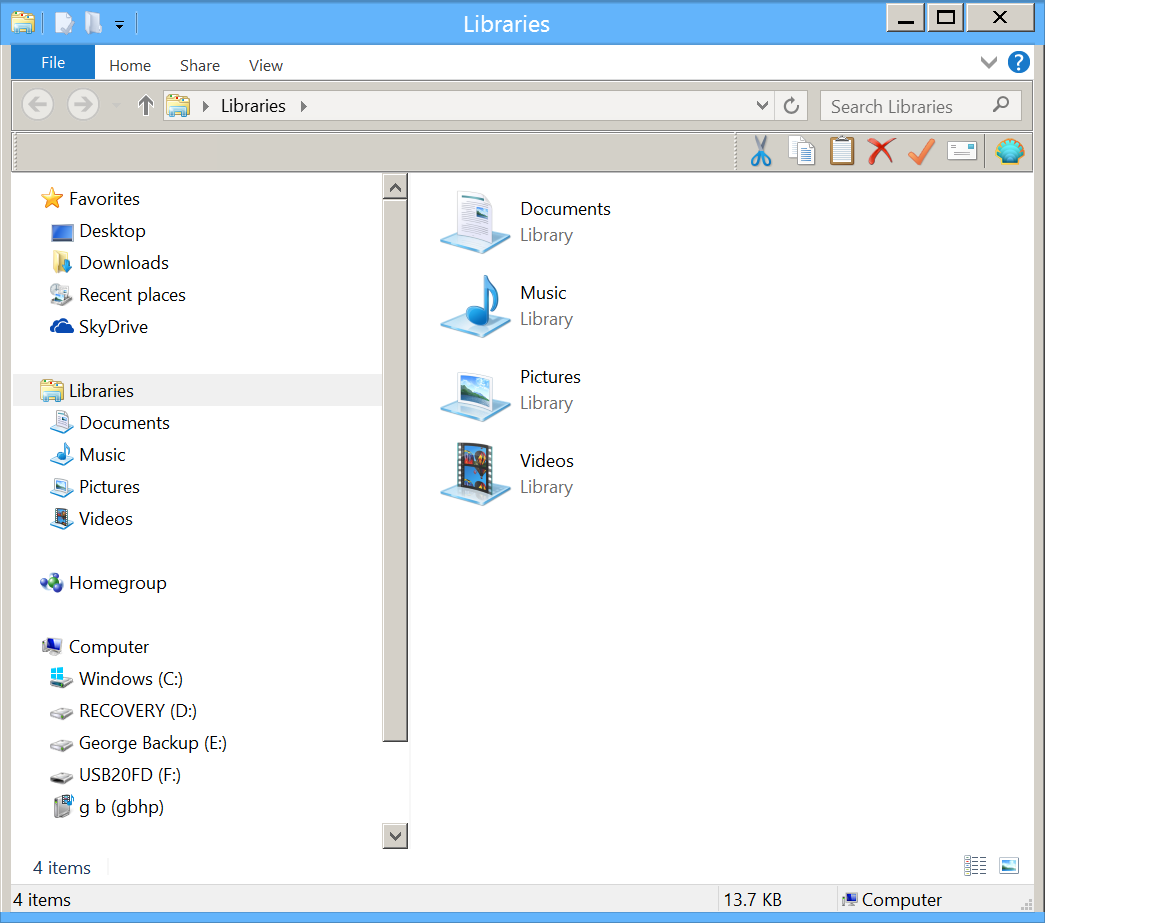 Libraries
File
Home
Share
View
?
Libraries
Search Libraries
Favorites
Desktop
Downloads
Recent places
SkyDrive
Libraries
Documents
Music
Pictures
Videos
Homegroup
Computer
Windows (C:)
RECOVERY (D:)
George Backup (E:)
USB20FD (F:)
g b (gbhp)
Documents
Library
Music
Library
Pictures
Library
Videos
Library
4 items
4 items
13.7 KB
Computer